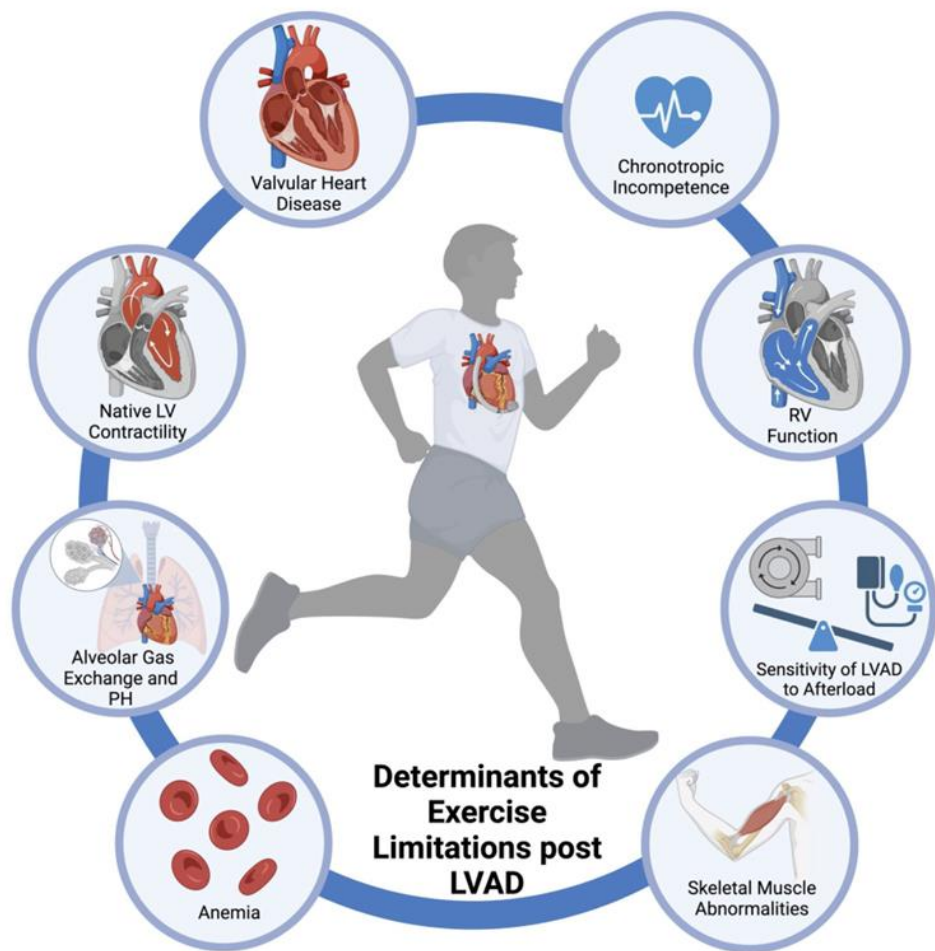 Valvular Heart
Disease
Chronotropic
Incompetence
Native LV
Contractility
RV
Function
Alveolar Gas
Exchange and
PH
Sensitivity of LVAD
to Afterload
Anemia
Skeletal Muscle
Abnormalities
Determinants of
Exercise
Limitations post
LVAD